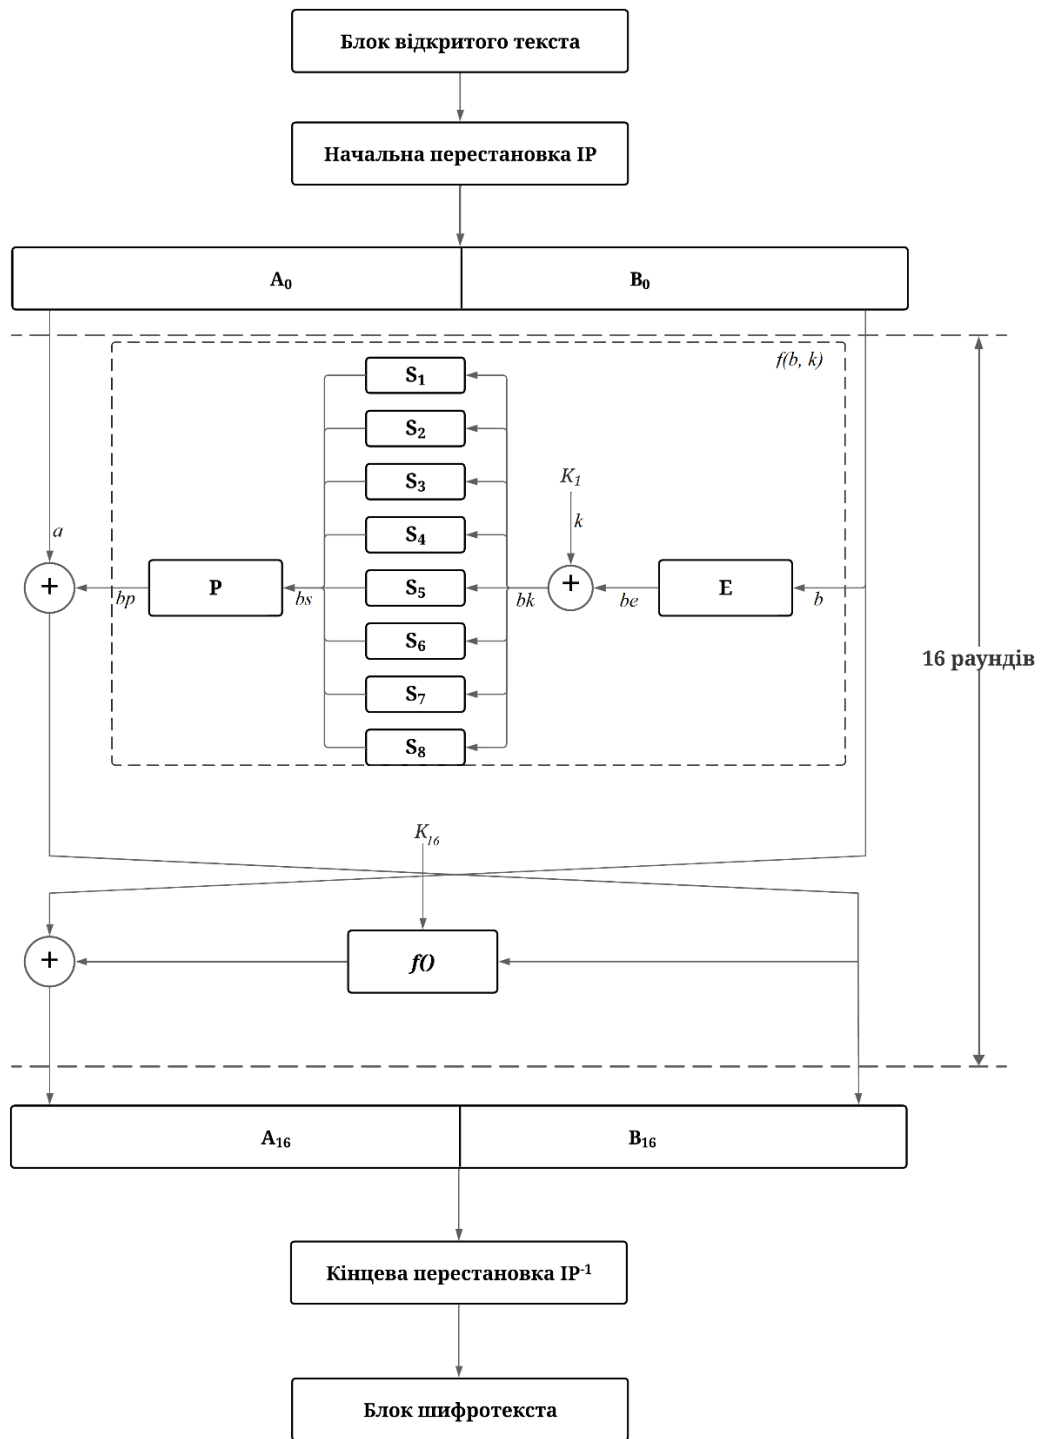 Блок відкритого текста
Начальна перестановка IP
A₀ B₀
f(b, k)
S₁
S₂
S₃
K₁
S₄
k
a
+ bp P bs S₅ bk + be E b
S₆
16 раундів
S₇
S₈
K₁₆
+ f()
A₁₆ B₁₆
Кінцева перестановка IP⁻¹
Блок шифротекста